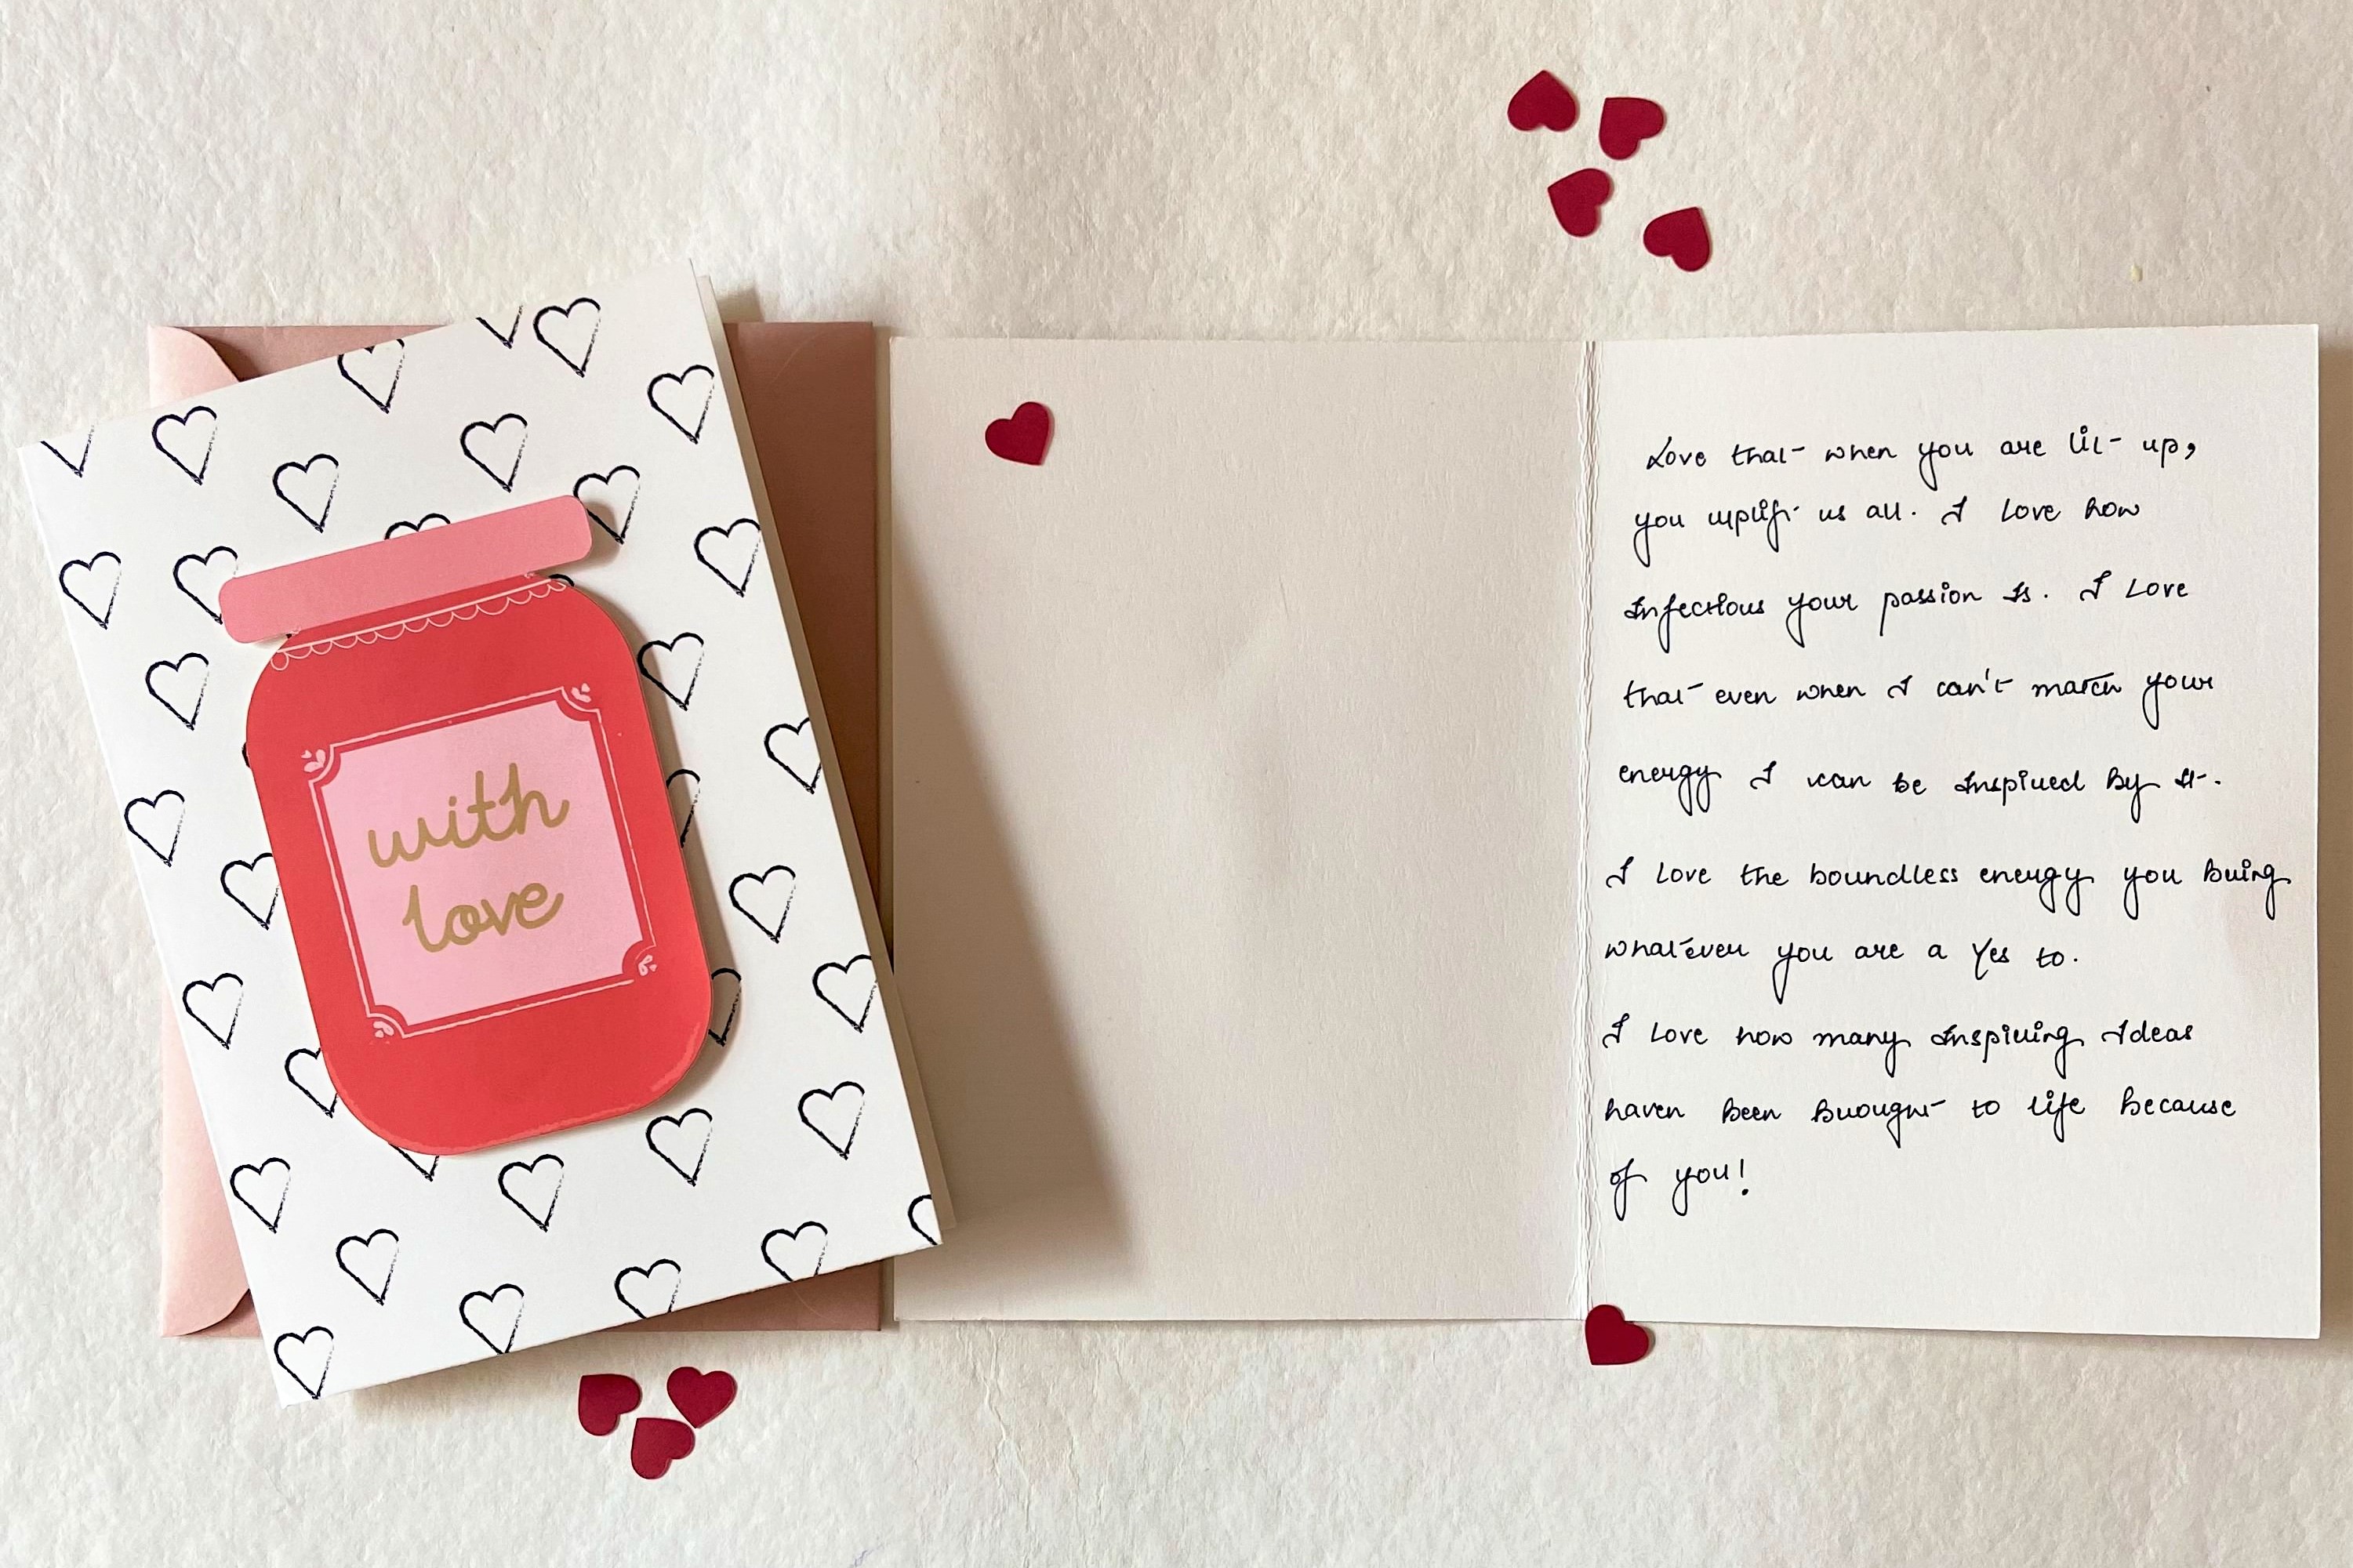 with
love
Love that when you are lit up,
you uplift us all. I love how
Infectious your passion Is. I Love
that even when I can't match your
energy I can be Inspired By It.
I Love the boundless energy you bring
whatever you are a Yes to.
I Love how many Inspiring Ideas
haven Been Brought to life Because
of you!